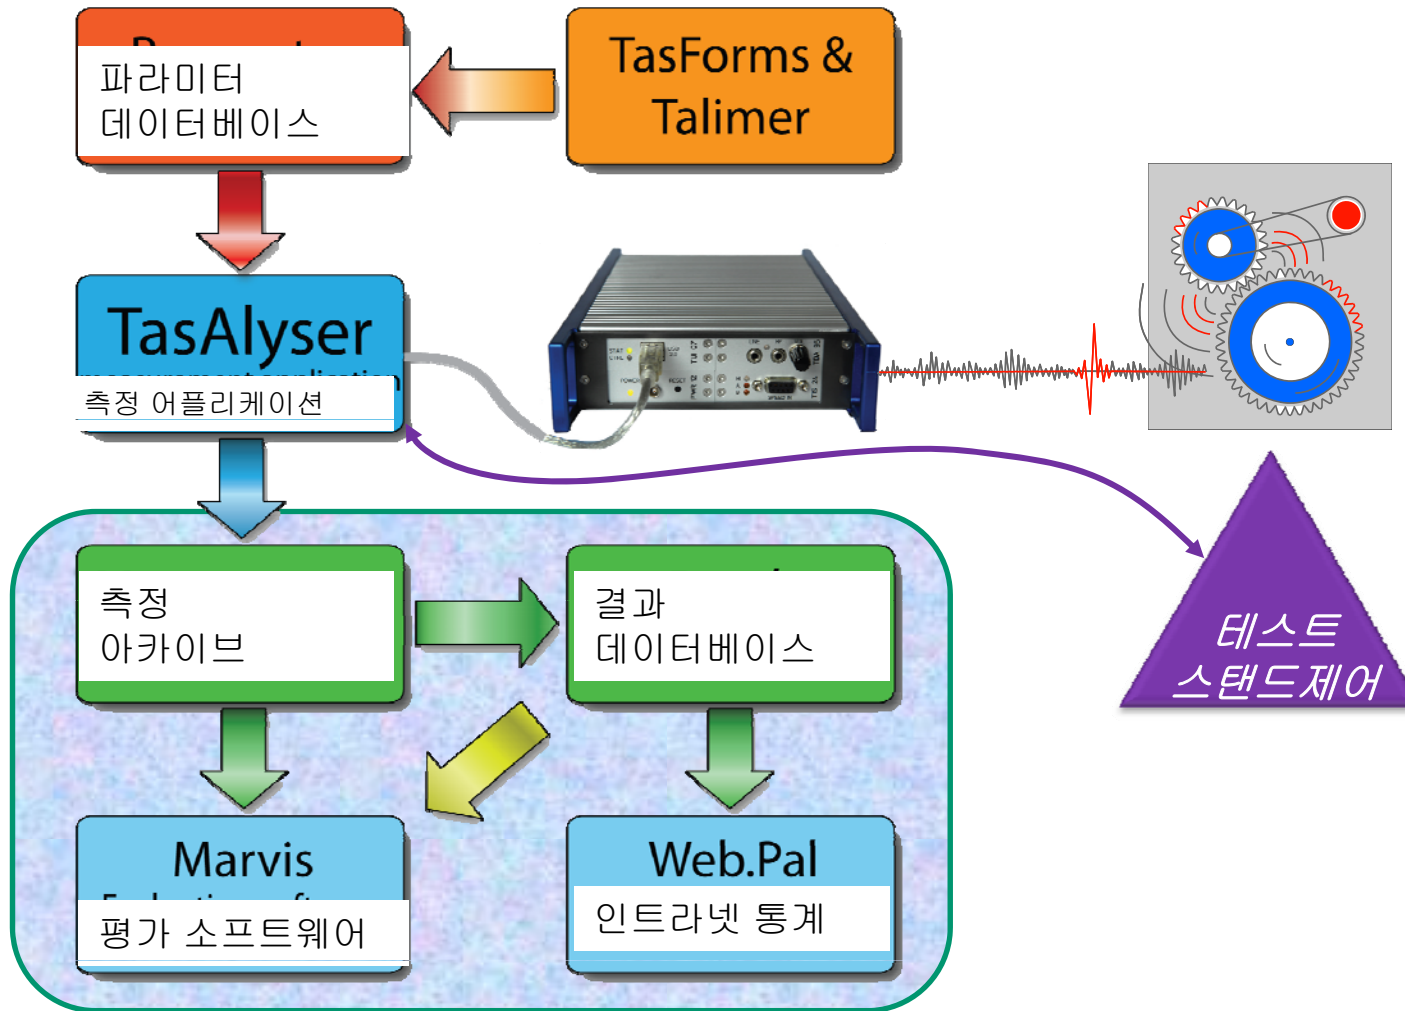 파라미터
데이터베이스
TasForms &
Talimer
TasAlyser
측정 어플리케이션
POWER
RESET
측정
아카이브
결과
데이터베이스
테스트
스탠드제어
Marvis
평가 소프트웨어
Web.Pal
인트라넷 통계